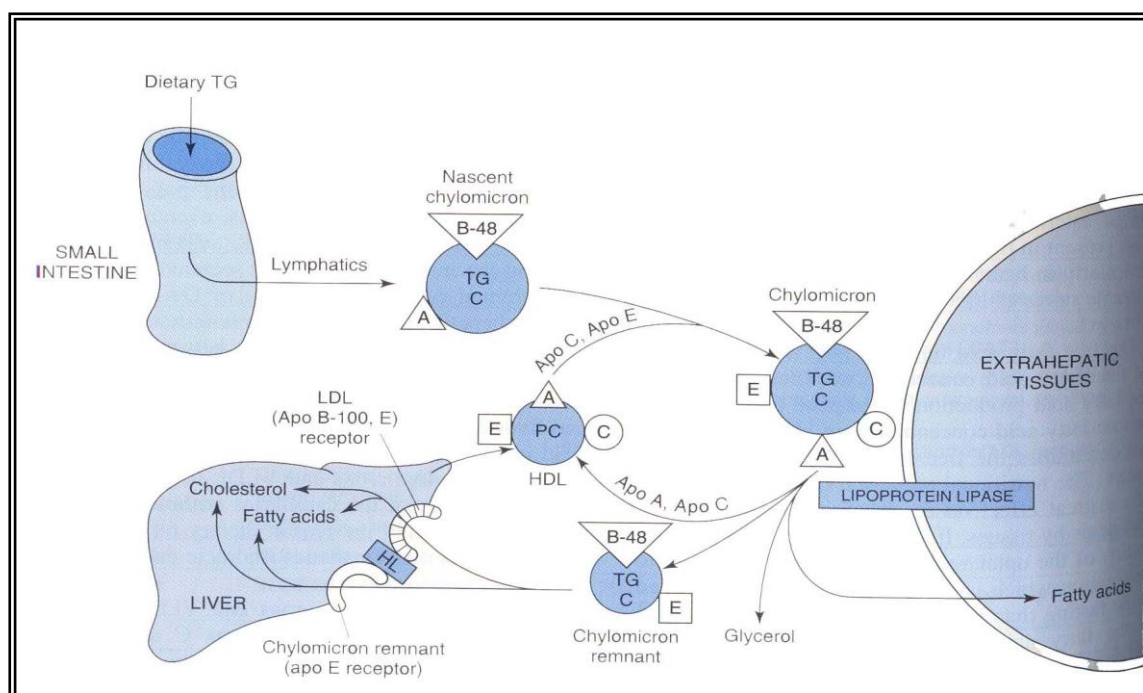 Dietary TG
SMALL
INTESTINE
Lymphatics
Nascent
chylomicron
B-48
TG
C
A
Apo C, Apo E
Chylomicron
B-48
TG
C
E
C
A
EXTRAHEPATIC
TISSUES
LIPOPROTEIN LIPASE
Fatty acids
LDL
(Apo B-100, E)
receptor
A
E
PC
C
HDL
Apo A, Apo C
Cholesterol
Fatty acids
HL
LIVER
Chylomicron remnant
(apo E receptor)
B-48
TG
C
E
Chylomicron
remnant
Glycerol